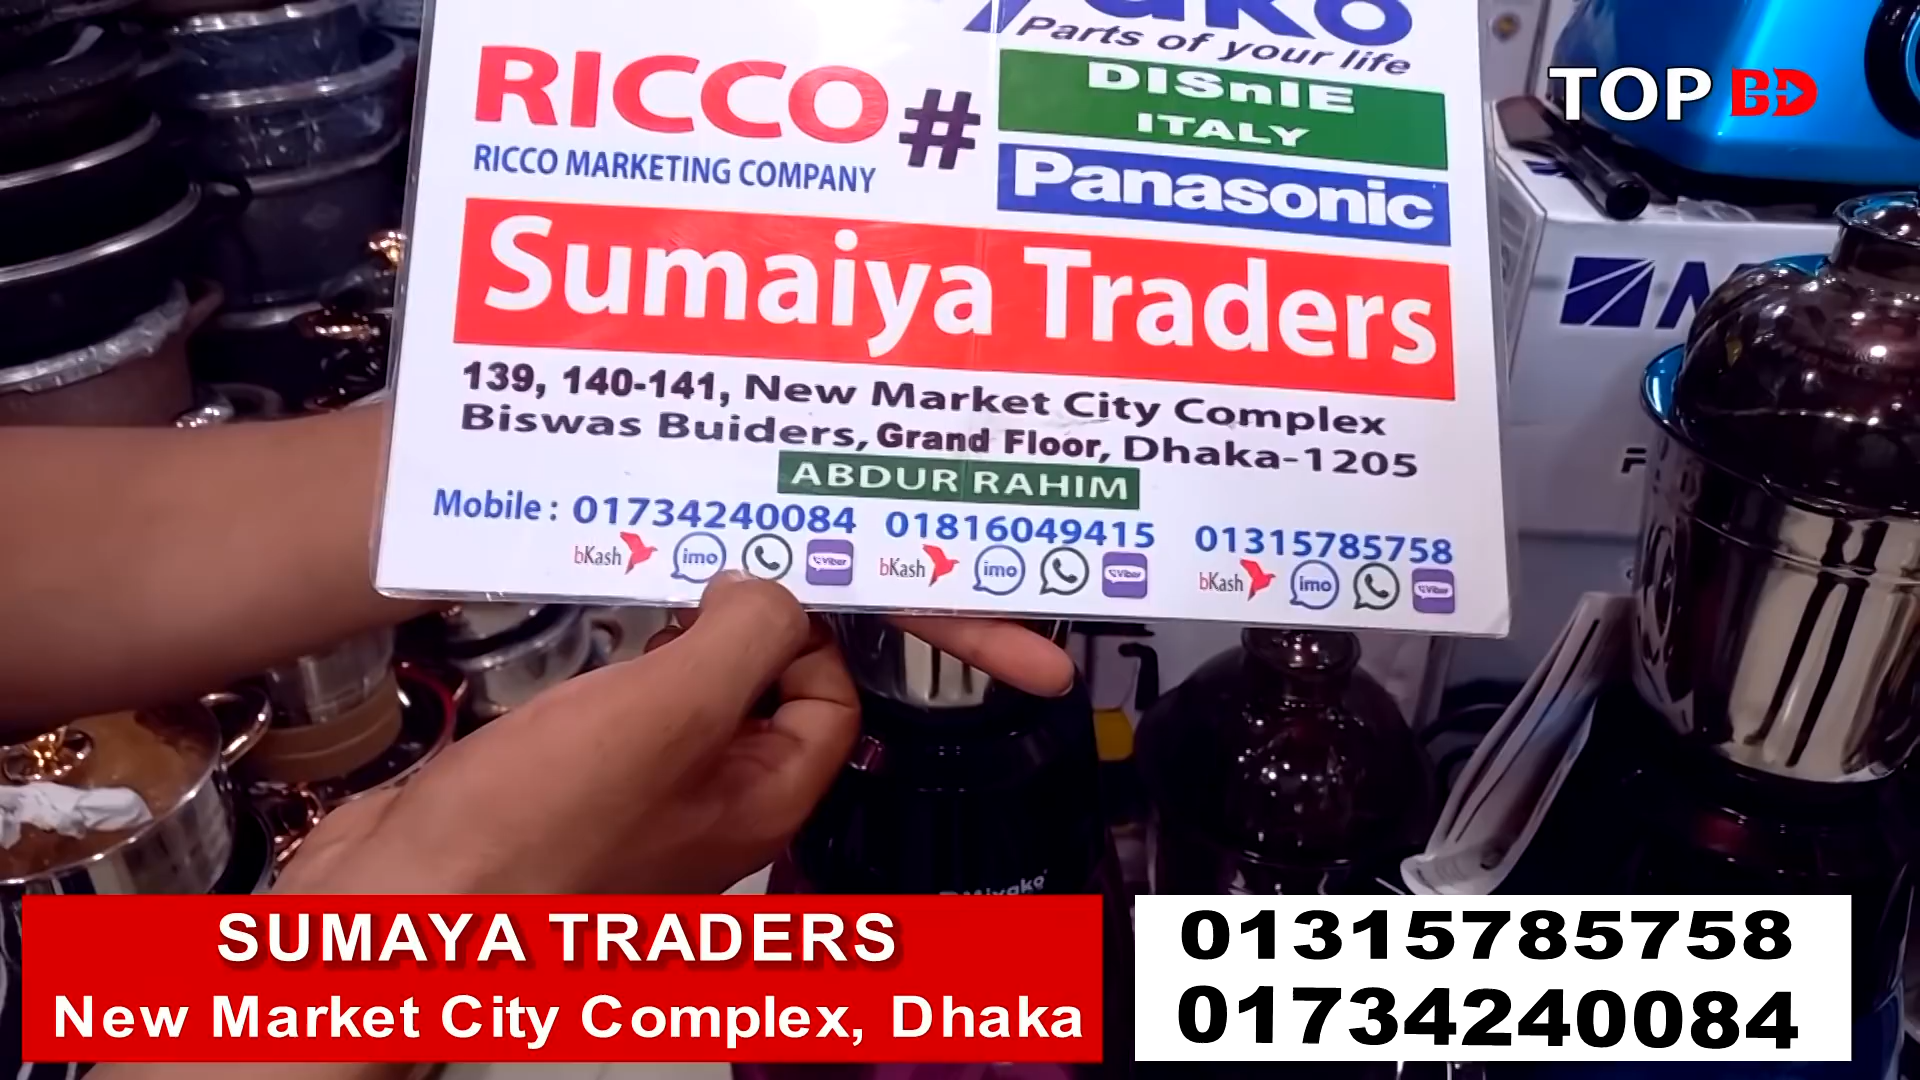 Parts of your life
RICCO
#
DISnIE
ITALY
RICCO MARKETING COMPANY
Panasonic
Sumaiya Traders
139, 140-141, New Market City Complex
Biswas Buiders, Grand Floor, Dhaka-1205
ABDUR RAHIM
Mobile : 01734240084 01816049415 01315785758
bKash imo Viber bKash imo Viber bKash imo Viber
TOP BD
Miyako
SUMAYA TRADERS
New Market City Complex, Dhaka
01315785758
01734240084